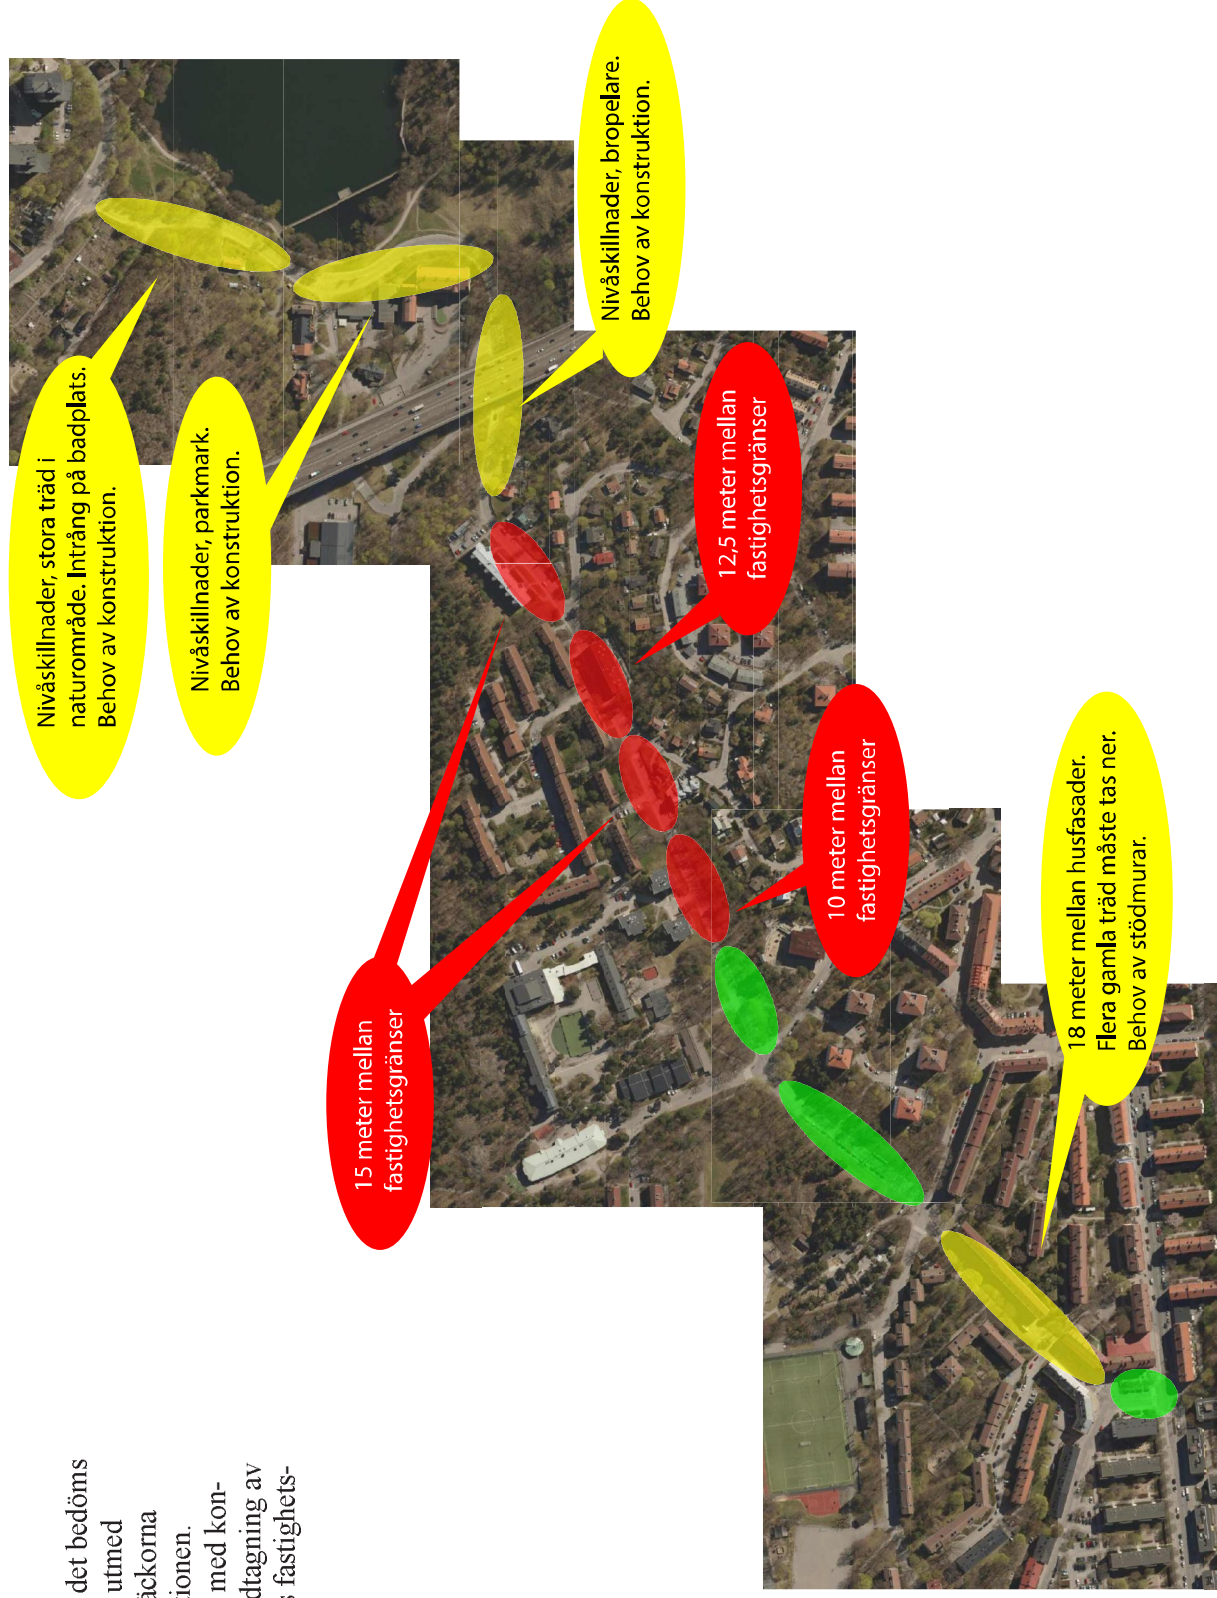 Nivåskillnader, stora träd i
naturområde. Intrång på badplats.
Behov av konstruktion.
Nivåskillnader, parkmark.
Behov av konstruktion.
Nivåskillnader, bropelare.
Behov av konstruktion.
15 meter mellan
fastighetsgränser
12,5 meter mellan
fastighetsgränser
10 meter mellan
fastighetsgränser
18 meter mellan husfasader.
Flera gamla träd måste tas ner.
Behov av stödmurar.
det bedöms
utmed
äckorna
ionen.
med kon-
dtagning av
s fastighets-